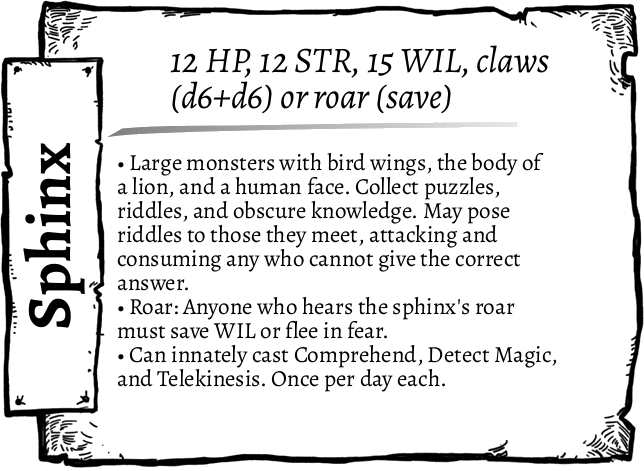 Sphinx
12 HP, 12 STR, 15 WIL, claws
(d6+d6) or roar (save)
• Large monsters with bird wings, the body of
a lion, and a human face. Collect puzzles,
riddles, and obscure knowledge. May pose
riddles to those they meet, attacking and
consuming any who cannot give the correct
answer.
• Roar: Anyone who hears the sphinx's roar
must save WIL or flee in fear.
• Can innately cast Comprehend, Detect Magic,
and Telekinesis. Once per day each.